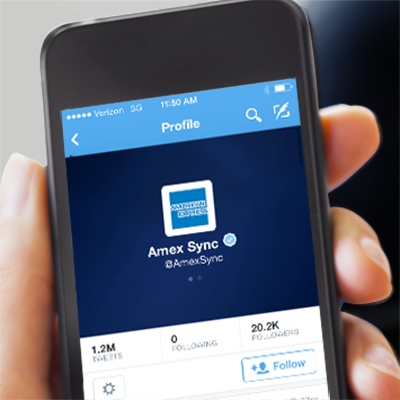 Verizon 3G 11:50 AM
Profile
AMERICAN
EXPRESS
Amex Sync
@AmexSync
1.2M 0 20.2K
TWEETS FOLLOWING FOLLOWERS
Follow